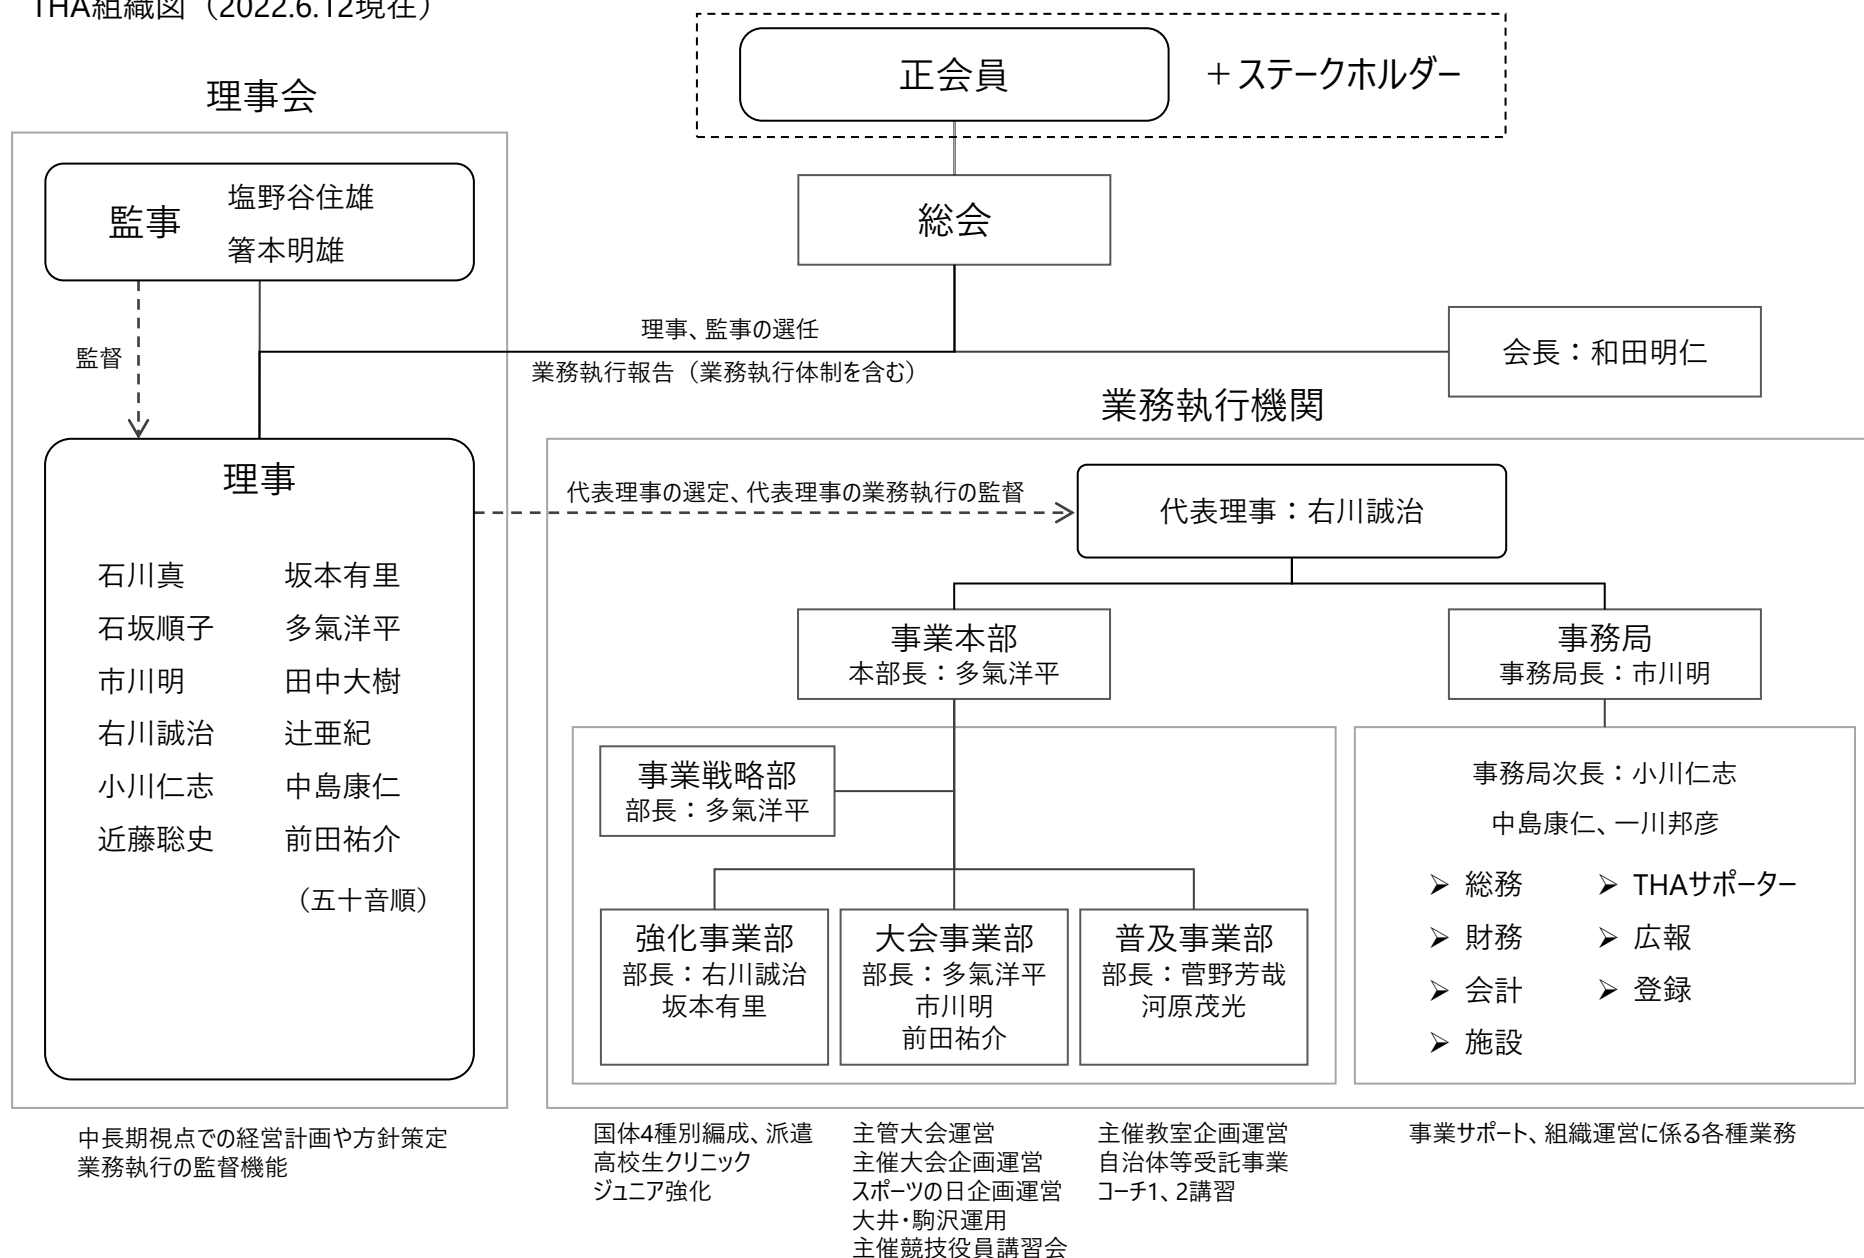 THA組織図（2022.6.12現在）
正会員
＋ステークホルダー
理事会
監事
塩野谷住雄
箸本明雄
総会
理事、監事の選任
監督
業務執行報告（業務執行体制を含む）
会長：和田明仁
業務執行機関
理事
代表理事の選定、代表理事の業務執行の監督
代表理事：右川誠治
石川真
坂本有里
石坂順子
多氣洋平
市川明
田中大樹
右川誠治
辻亜紀
小川仁志
中島康仁
近藤聡史
前田祐介
（五十音順）
事業本部
本部長：多氣洋平
事務局
事務局長：市川明
事業戦略部
部長：多氣洋平
事務局次長：小川仁志
中島康仁、一川邦彦
➢ 総務
➢ THAサポーター
➢ 財務
➢ 広報
➢ 会計
➢ 登録
➢ 施設
強化事業部
部長：右川誠治
坂本有里
大会事業部
部長：多氣洋平
市川明
前田祐介
普及事業部
部長：菅野芳哉
河原茂光
中長期視点での経営計画や方針策定
業務執行の監督機能
国体4種別編成、派遣
高校生クリニック
ジュニア強化
主管大会運営
主催大会企画運営
スポーツの日企画運営
大井・駒沢運用
主催競技役員講習会
主催教室企画運営
自治体等受託事業
コーチ1、2講習
事業サポート、組織運営に係る各種業務